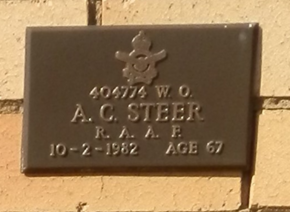 404774 W. O.
A. C. STEER
R. A. A. F.
10-2-1982 AGE 67